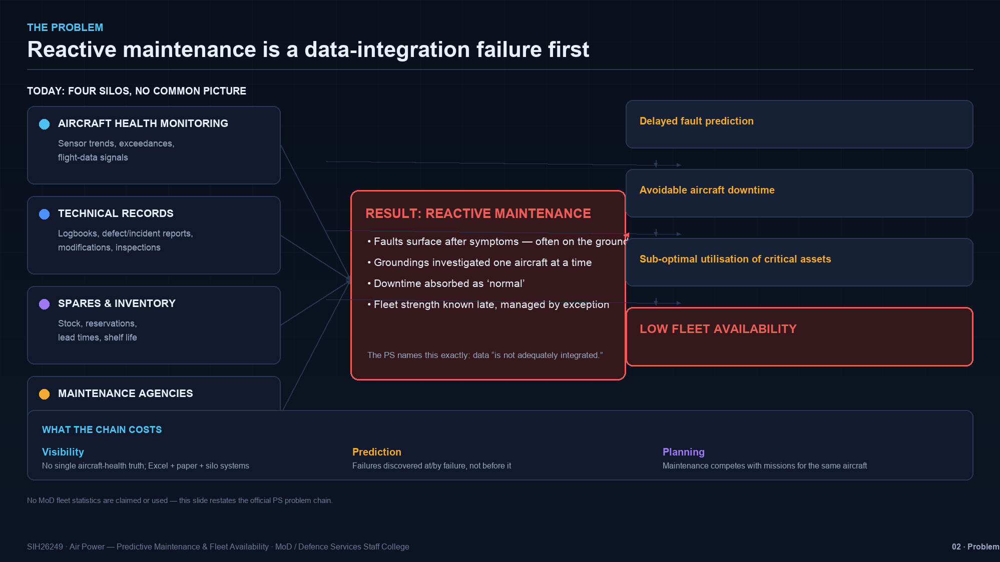 THE PROBLEM
Reactive maintenance is a data-integration failure first
TODAY: FOUR SILOS, NO COMMON PICTURE
AIRCRAFT HEALTH MONITORING
Sensor trends, exceedances,
flight-data signals
TECHNICAL RECORDS
Logbooks, defect/incident reports,
modifications, inspections
SPARES & INVENTORY
Stock, reservations,
lead times, shelf life
MAINTENANCE AGENCIES
RESULT: REACTIVE MAINTENANCE
• Faults surface after symptoms — often on the ground
• Groundings investigated one aircraft at a time
• Downtime absorbed as ‘normal’
• Fleet strength known late, managed by exception
The PS names this exactly: data “is not adequately integrated.”
Delayed fault prediction
Avoidable aircraft downtime
Sub-optimal utilisation of critical assets
LOW FLEET AVAILABILITY
WHAT THE CHAIN COSTS
Visibility
No single aircraft-health truth; Excel + paper + silo systems
Prediction
Failures discovered at/by failure, not before it
Planning
Maintenance competes with missions for the same aircraft
No MoD fleet statistics are claimed or used — this slide restates the official PS problem chain.
SIH26249 · Air Power — Predictive Maintenance & Fleet Availability · MoD / Defence Services Staff College
02 · Problem